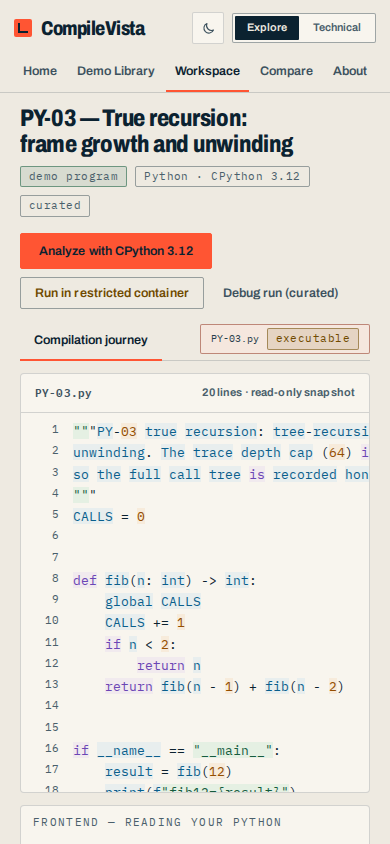 CompileVista
Explore Technical
Home Demo Library Workspace Compare About
PY-03 — True recursion:
frame growth and unwinding
demo program
Python · CPython 3.12
curated
Analyze with CPython 3.12
Run in restricted container
Debug run (curated)
Compilation journey
PY-03.py executable
PY-03.py
20 lines · read-only snapshot
1 """PY-03 true recursion: tree-recursi
2 unwinding. The trace depth cap (64) i
3 so the full call tree is recorded hon
4 """
5 CALLS = 0
6
7
8 def fib(n: int) -> int:
9 global CALLS
10 CALLS += 1
11 if n < 2:
12 return n
13 return fib(n - 1) + fib(n - 2)
14
15
16 if __name__ == "__main__":
17 result = fib(12)
18 print(f"fib12={result}")
FRONTEND — READING YOUR PYTHON